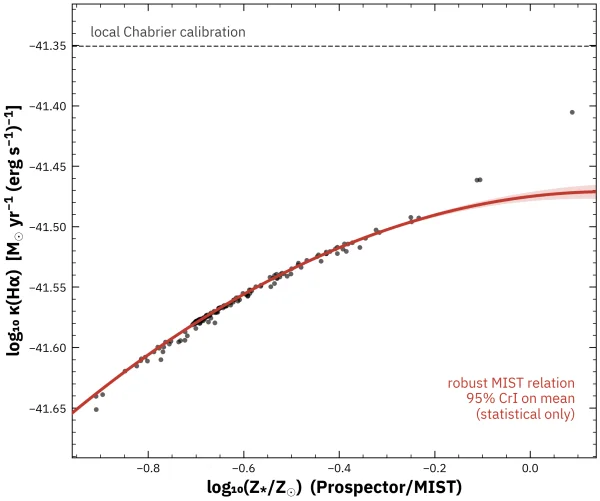 local Chabrier calibration
−41.35
−41.40
−41.45
−41.50
−41.55
−41.60
−41.65
log₁₀ κ(Hα) [M☉ yr⁻¹ (erg s⁻¹)⁻¹]
robust MIST relation
95% CrI on mean
(statistical only)
−0.8
−0.6
−0.4
−0.2
0.0
log₁₀(Z*/Z☉) (Prospector/MIST)